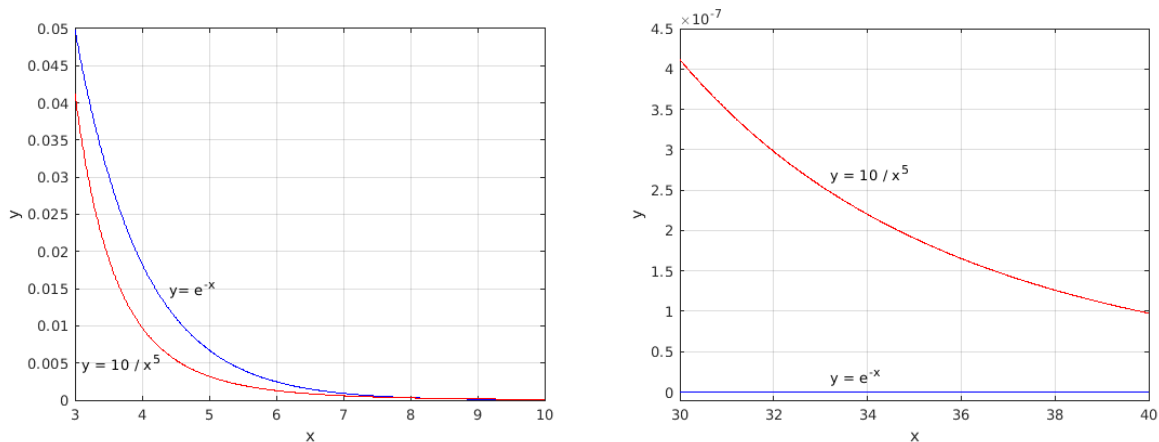 0.05
0.045
0.04
0.035
0.03
0.025
0.02
0.015
0.01
0.005
0
y
y= e⁻ˣ
y = 10 / x⁵
3 4 5 6 7 8 9 10
x
×10⁻⁷
4.5
4
3.5
3
2.5
2
1.5
1
0.5
0
y
y = 10 / x⁵
y = e⁻ˣ
30 32 34 36 38 40
x